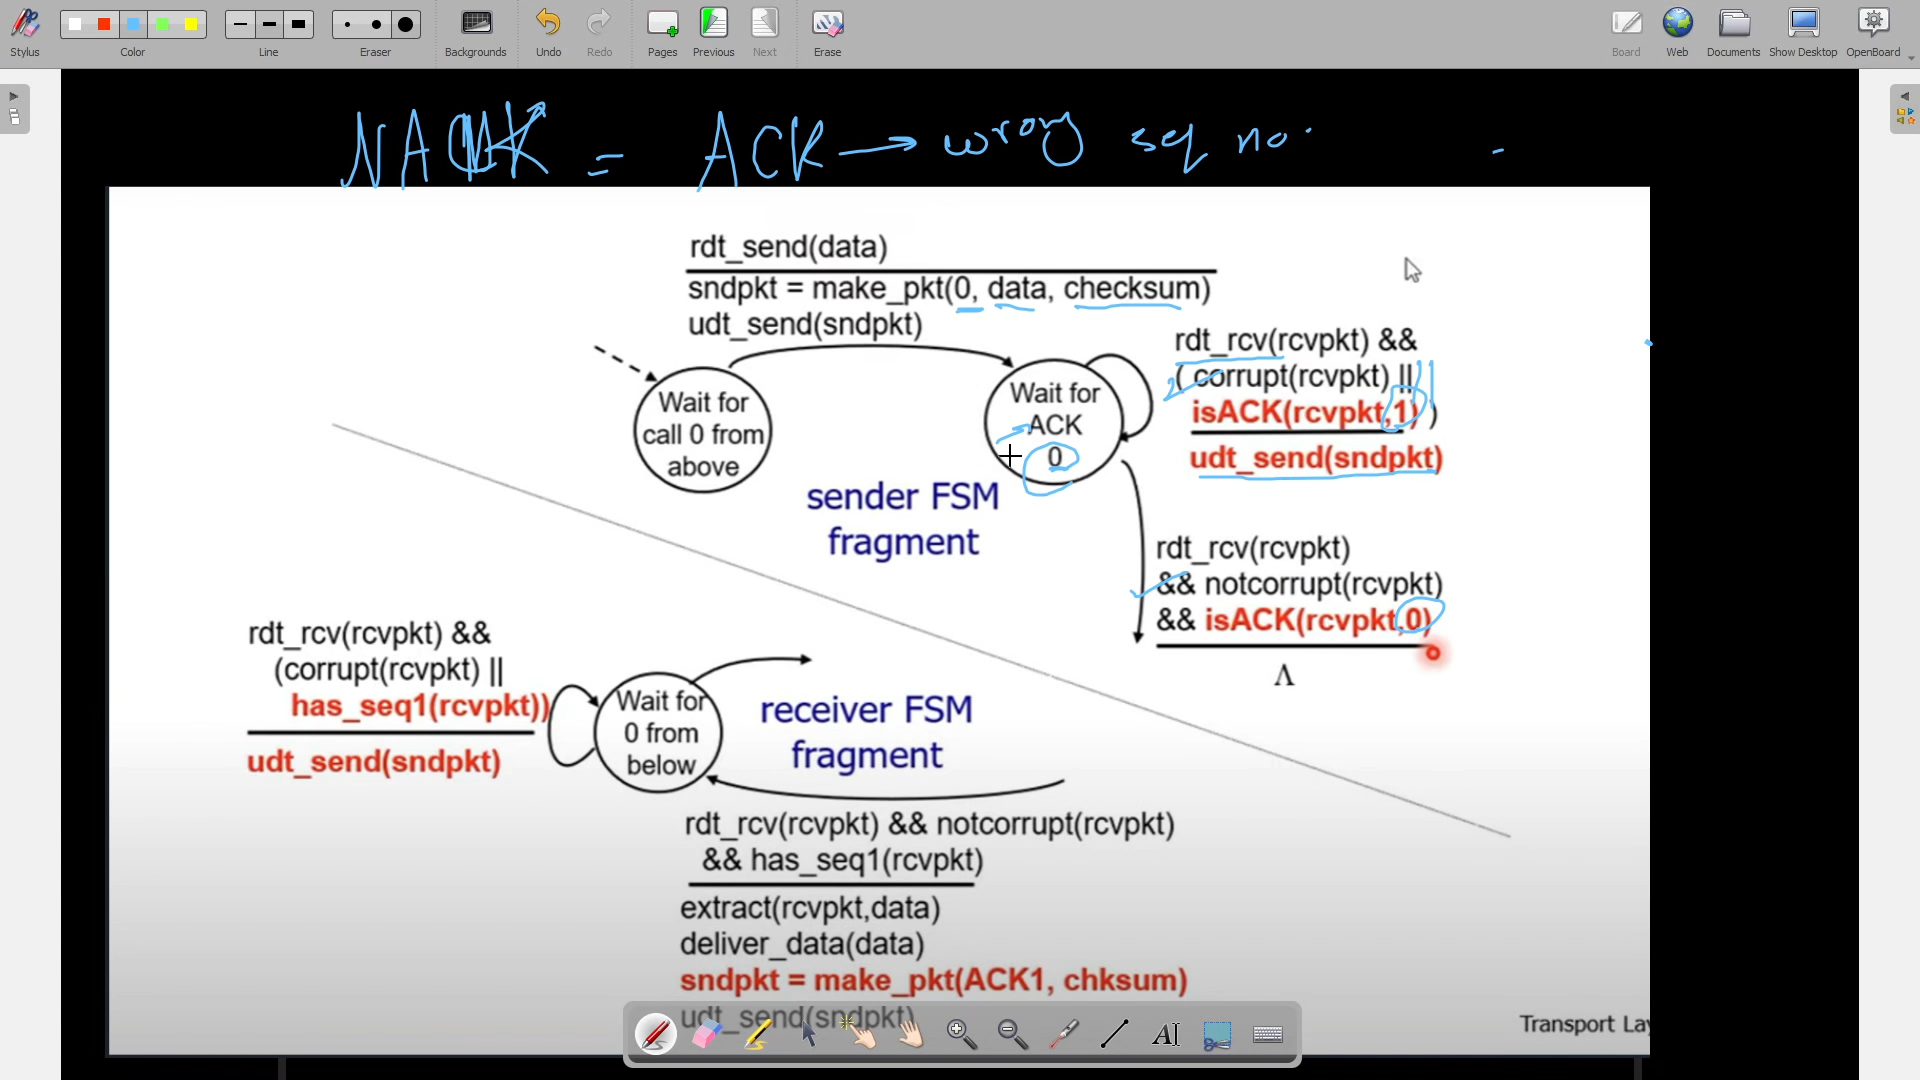 Stylus
Color
Line
Eraser
Backgrounds
Undo
Redo
Pages
Previous
Next
Erase
Board
Web
Documents
Show Desktop
OpenBoard
NACK = ACK → wrong seq no.
rdt_send(data)
sndpkt = make_pkt(0, data, checksum)
udt_send(sndpkt)
Wait for
call 0 from
above
Wait for
ACK
0
rdt_rcv(rcvpkt) &&
( corrupt(rcvpkt) ||
isACK(rcvpkt,1) )
udt_send(sndpkt)
sender FSM
fragment
rdt_rcv(rcvpkt)
&& notcorrupt(rcvpkt)
&& isACK(rcvpkt,0)
Λ
rdt_rcv(rcvpkt) &&
(corrupt(rcvpkt) ||
has_seq1(rcvpkt))
udt_send(sndpkt)
Wait for
0 from
below
receiver FSM
fragment
rdt_rcv(rcvpkt) && notcorrupt(rcvpkt)
&& has_seq1(rcvpkt)
extract(rcvpkt,data)
deliver_data(data)
sndpkt = make_pkt(ACK1, chksum)
udt_send(sndpkt)
Transport Lay